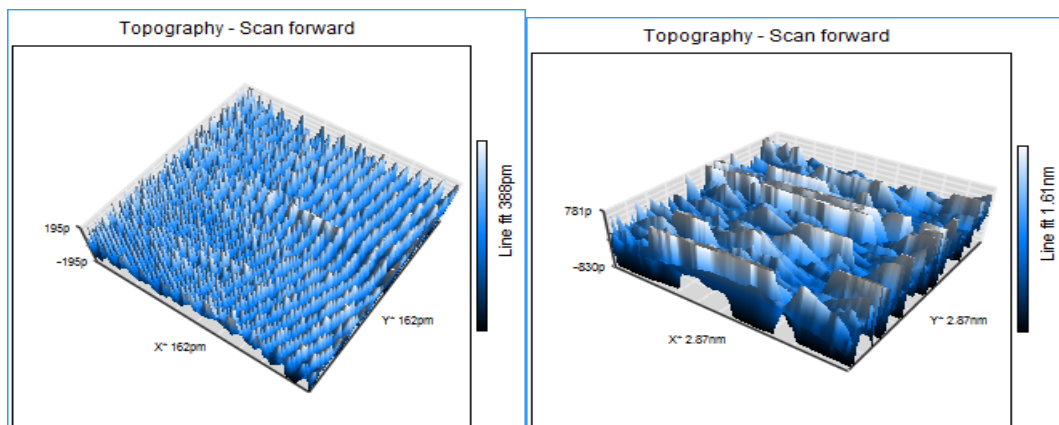 Topography - Scan forward
195p
-195p
X* 162pm
Y* 162pm
Line fit 388pm
Topography - Scan forward
781p
-830p
X* 2.87nm
Y* 2.87nm
Line fit 1.61nm